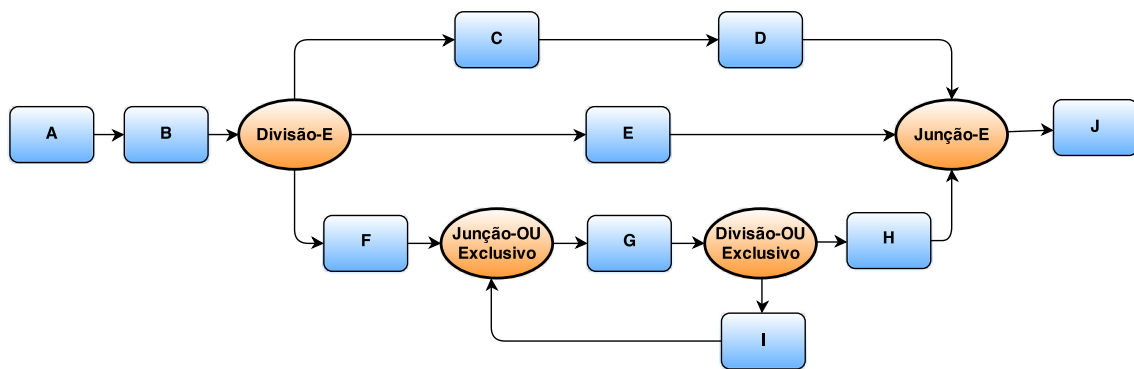 C
D
A
B
Divisão-E
E
Junção-E
J
F
Junção-OU
Exclusivo
G
Divisão-OU
Exclusivo
H
I